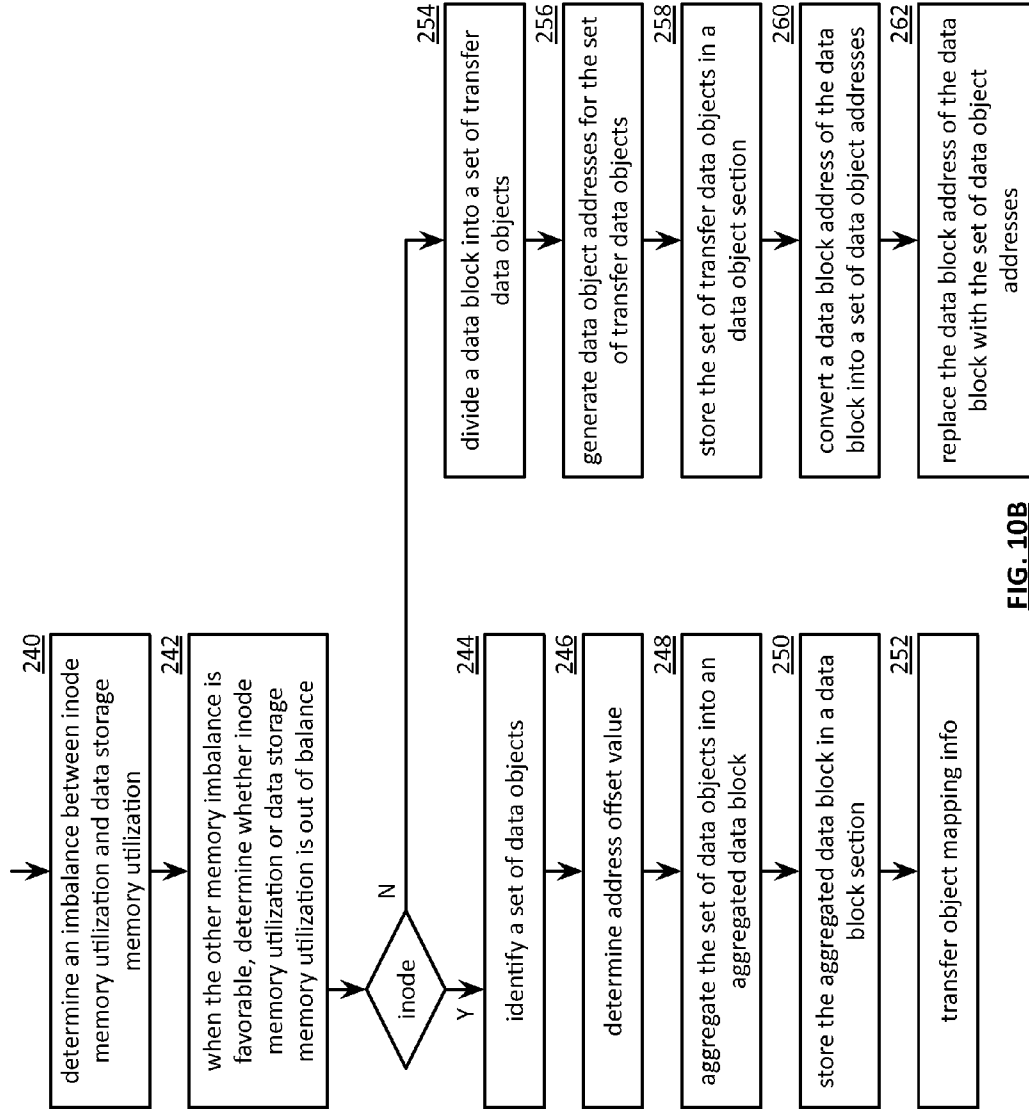 240
determine an imbalance between inode
memory utilization and data storage
memory utilization
242
when the other memory imbalance is
favorable, determine whether inode
memory utilization or data storage
memory utilization is out of balance
inode
N
Y
244
identify a set of data objects
246
determine address offset value
248
aggregate the set of data objects into an
aggregated data block
250
store the aggregated data block in a data
block section
252
transfer object mapping info
254
divide a data block into a set of transfer
data objects
256
generate data object addresses for the set
of transfer data objects
258
store the set of transfer data objects in a
data object section
260
convert a data block address of the data
block into a set of data object addresses
262
replace the data block address of the data
block with the set of data object
addresses
FIG. 10B